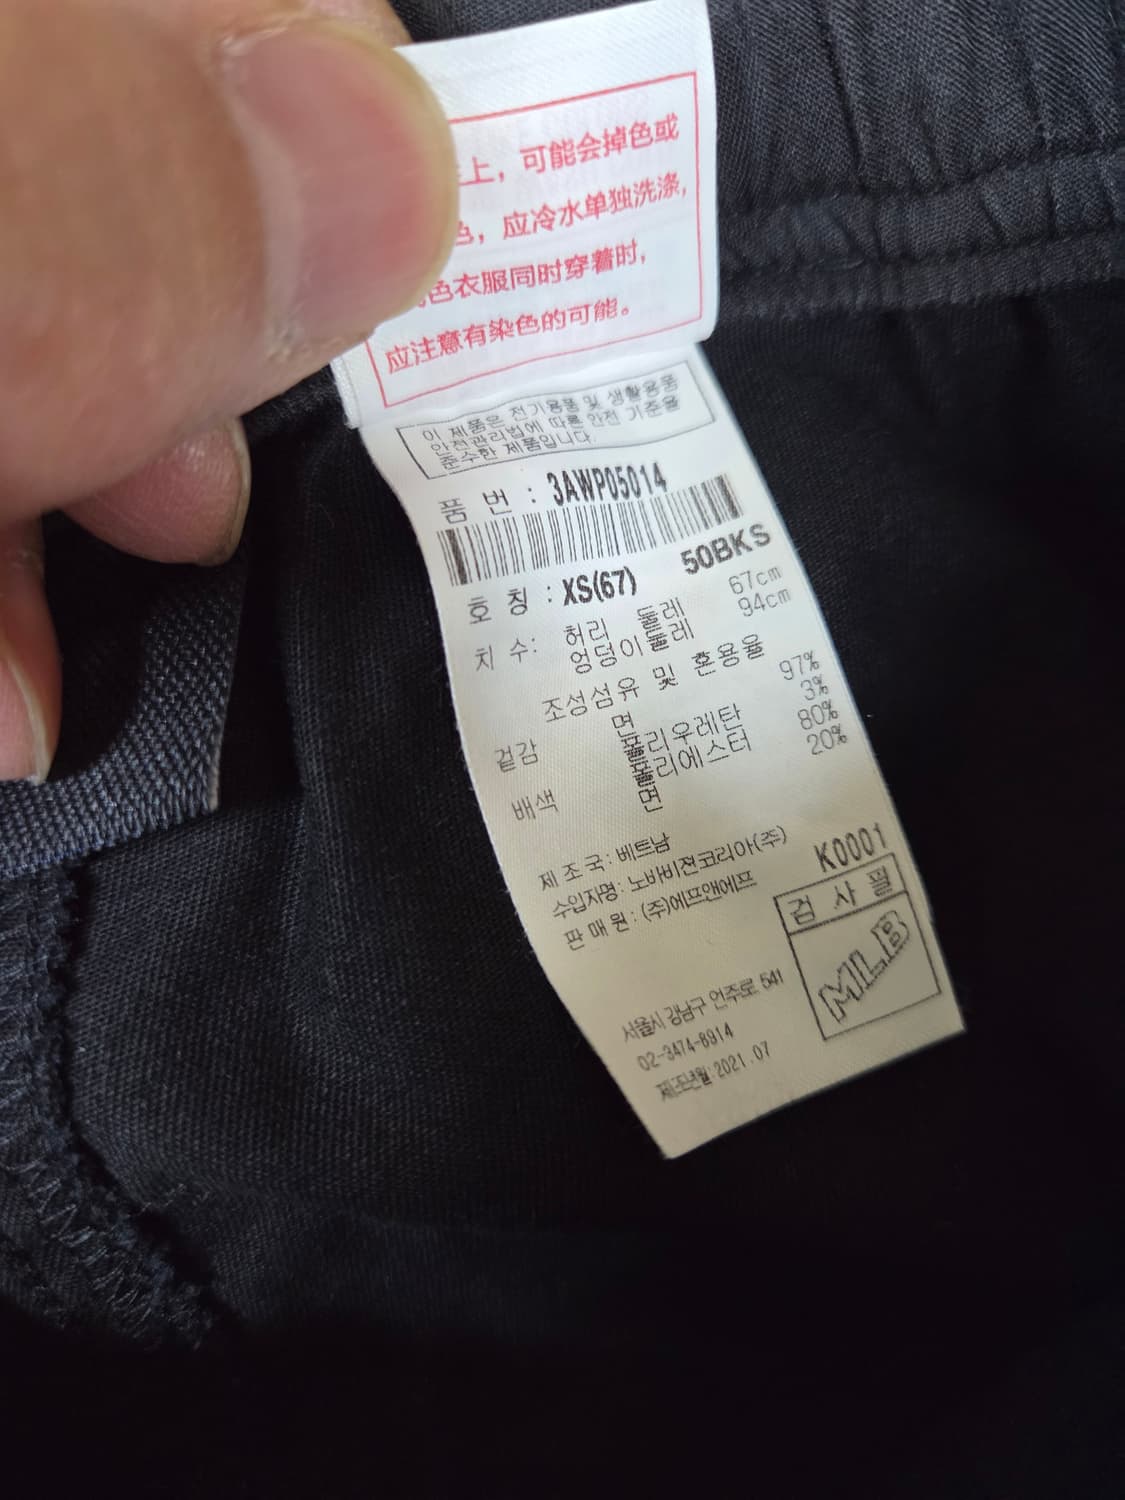 上，可能会掉色或
色，应冷水单独洗涤,
色衣服同时穿着时,
应注意有染色的可能。
이 제품은 전기용품 및 생활용품
안전관리법에 따른 안전 기준을
준수한 제품입니다.
품 번 : 3AWP05014
50BKS
호 칭 : XS(67)
치 수: 허리 둘레 67cm
엉덩이둘레 94cm
조성섬유 및 혼용율
겉감 면 97%
폴리우레탄 3%
배색 폴리에스터 80%
면 20%
제 조 국 : 베트남
수입자명: 노바비젼코리아(주)
판 매 원 : (주)에프앤에프
K0001
검 사 필
MLB
서울시 강남구 언주로 541
02-3474-8914
제조년월: 2021.07